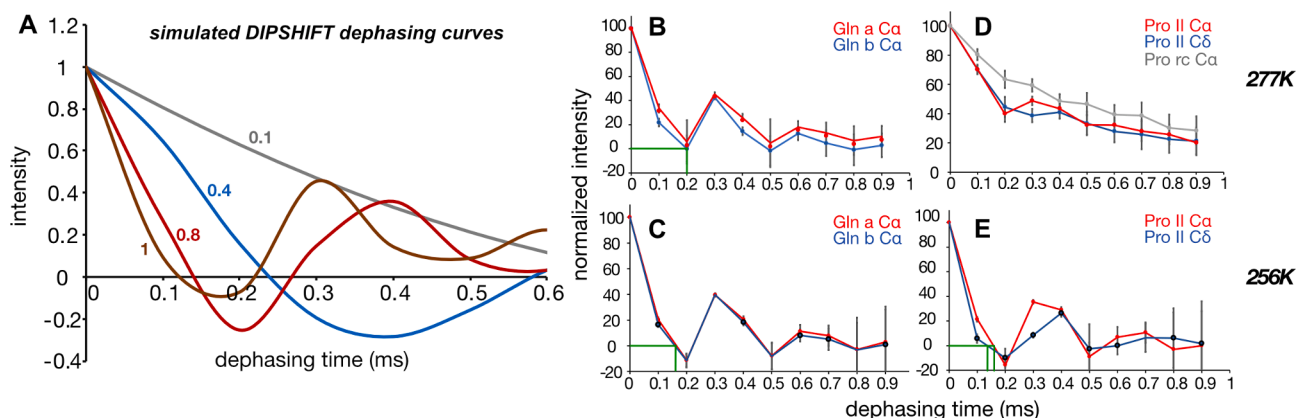 A
simulated DIPSHIFT dephasing curves
intensity
1.2
1
0.8
0.6
0.4
0.2
0
-0.2
-0.4
0.1
0.4
0.8
1
0 0.1 0.2 0.3 0.4 0.5 0.6
dephasing time (ms)
normalized intensity
B
Gln a Cα
Gln b Cα
100
80
60
40
20
0
-20
0 0.1 0.2 0.3 0.4 0.5 0.6 0.7 0.8 0.9 1
D
Pro II Cα
Pro II Cδ
Pro rc Cα
100
80
60
40
20
0
0 0.1 0.2 0.3 0.4 0.5 0.6 0.7 0.8 0.9 1
277K
C
Gln a Cα
Gln b Cα
100
80
60
40
20
0
-20
0 0.1 0.2 0.3 0.4 0.5 0.6 0.7 0.8 0.9 1
E
Pro II Cα
Pro II Cδ
100
80
60
40
20
0
-20
0 0.1 0.2 0.3 0.4 0.5 0.6 0.7 0.8 0.9 1
256K
dephasing time (ms)